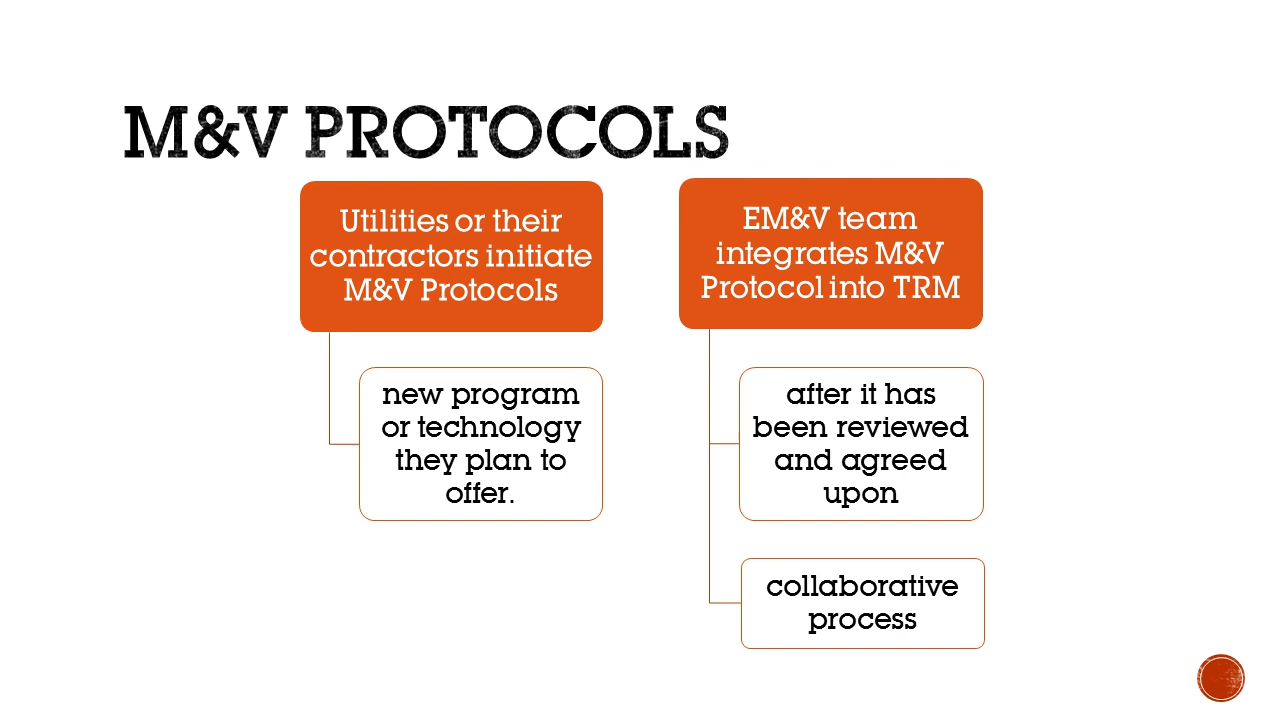 M&V PROTOCOLS
Utilities or their
contractors initiate
M&V Protocols
new program
or technology
they plan to
offer.
EM&V team
integrates M&V
Protocol into TRM
after it has
been reviewed
and agreed
upon
collaborative
process